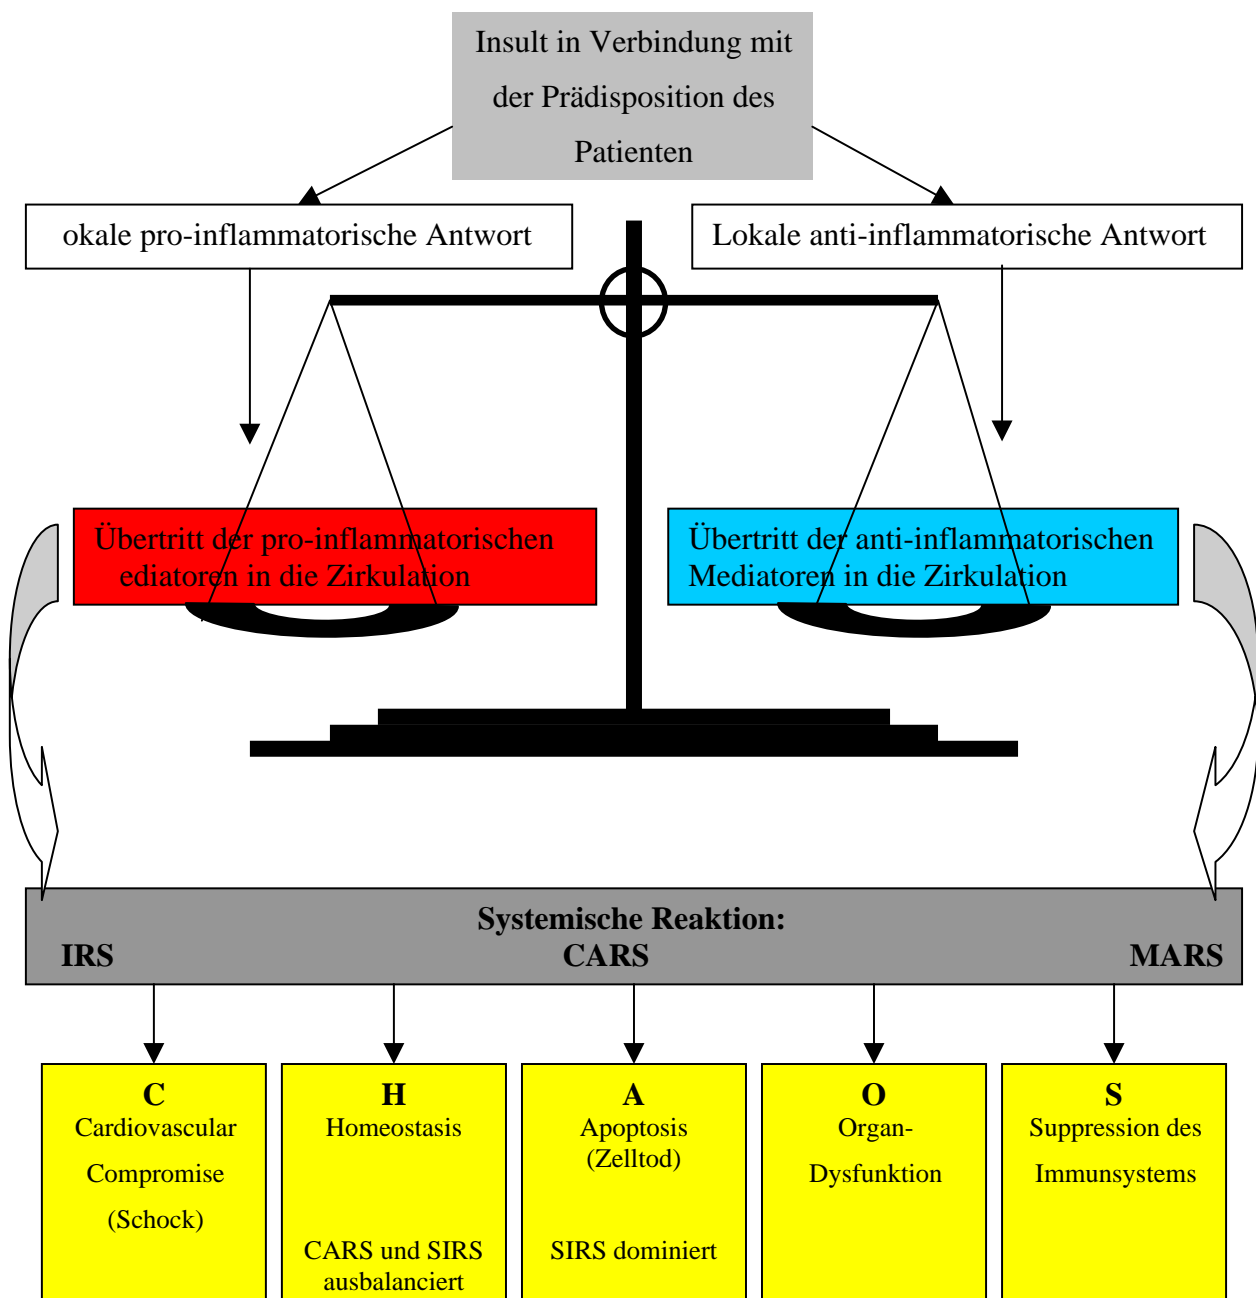 Insult in Verbindung mit
der Prädisposition des
Patienten
okale pro-inflammatorische Antwort
Lokale anti-inflammatorische Antwort
Übertritt der pro-inflammatorischen
ediatoren in die Zirkulation
Übertritt der anti-inflammatorischen
Mediatoren in die Zirkulation
Systemische Reaktion:
IRS CARS MARS
C
Cardiovascular
Compromise
(Schock)
H
Homeostasis
CARS und SIRS
ausbalanciert
A
Apoptosis
(Zelltod)
SIRS dominiert
O
Organ-
Dysfunktion
S
Suppression des
Immunsystems